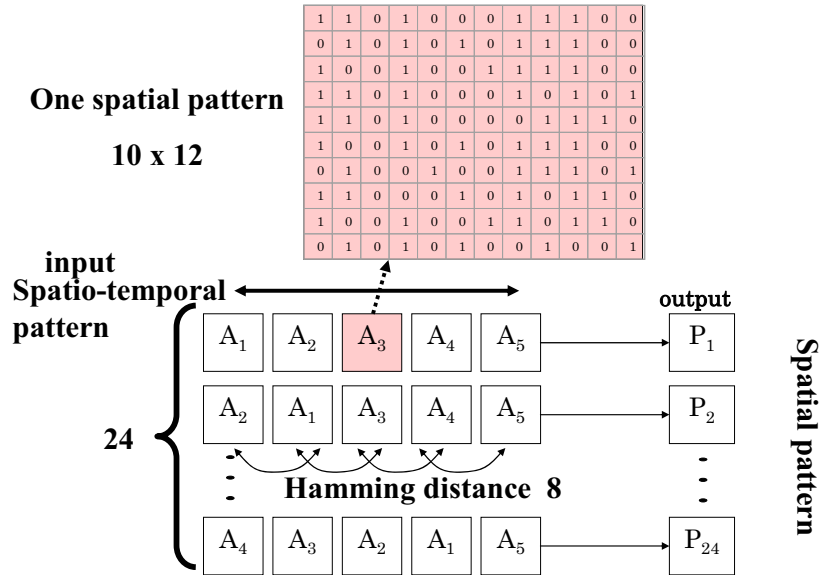 1 1 0 1 0 0 0 1 1 1 0 0
0 1 0 1 0 1 0 1 1 1 0 0
1 0 0 1 0 0 1 1 1 1 0 0
1 1 0 1 0 0 0 1 0 1 0 1
1 1 0 1 0 0 0 0 1 1 1 0
1 0 0 1 0 1 0 1 1 1 0 0
0 1 0 0 1 0 0 1 1 1 0 1
1 1 0 0 0 1 0 1 0 1 1 0
1 0 0 1 0 0 1 1 0 1 1 0
0 1 0 1 0 1 0 0 1 0 0 1
One spatial pattern
10 x 12
input
Spatio-temporal
pattern
output
A₁ A₂ A₃ A₄ A₅ P₁
A₂ A₁ A₃ A₄ A₅ P₂
24
Hamming distance 8
A₄ A₃ A₂ A₁ A₅ P₂₄
Spatial pattern